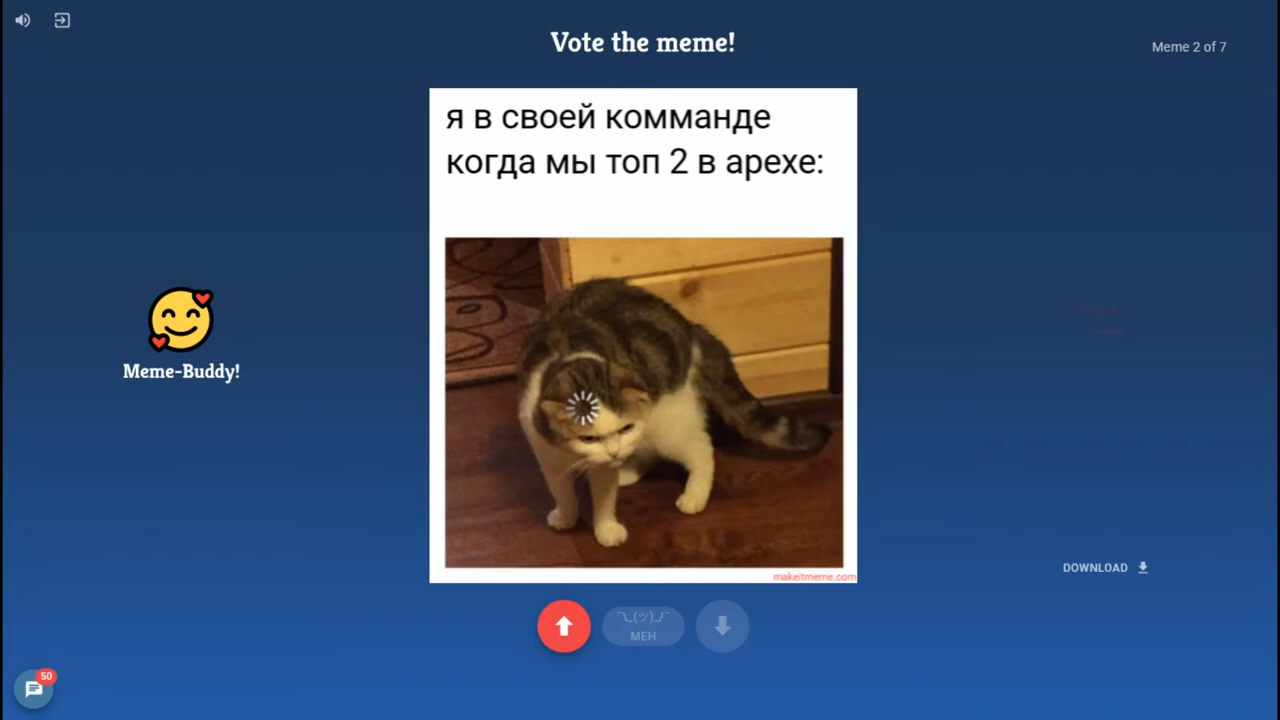 Vote the meme!
Meme 2 of 7
я в своей комманде
когда мы топ 2 в арехе:
Meme-Buddy!
makeitmeme.com
DOWNLOAD
¯\_(ツ)_/¯
MEH
50